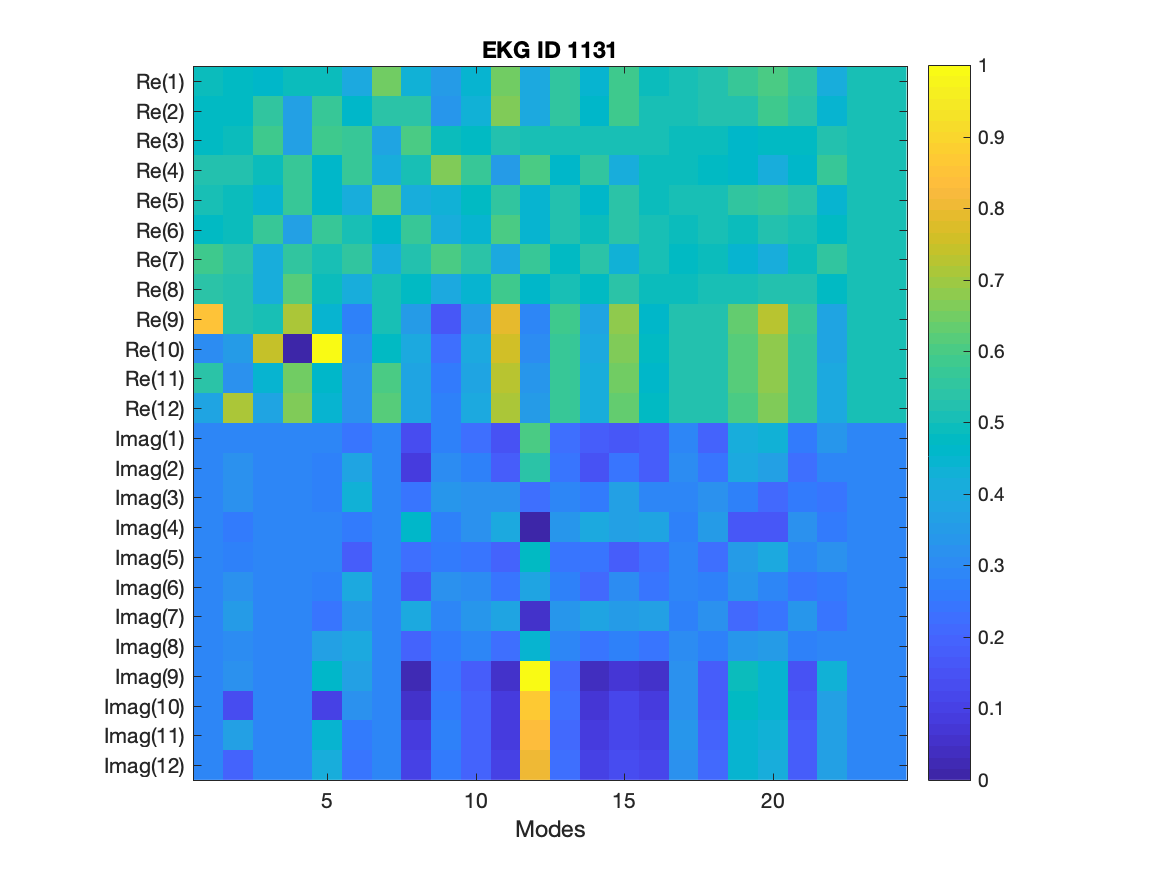 EKG ID 1131
Re(1)
Re(2)
Re(3)
Re(4)
Re(5)
Re(6)
Re(7)
Re(8)
Re(9)
Re(10)
Re(11)
Re(12)
Imag(1)
Imag(2)
Imag(3)
Imag(4)
Imag(5)
Imag(6)
Imag(7)
Imag(8)
Imag(9)
Imag(10)
Imag(11)
Imag(12)
5 10 15 20
Modes
1
0.9
0.8
0.7
0.6
0.5
0.4
0.3
0.2
0.1
0